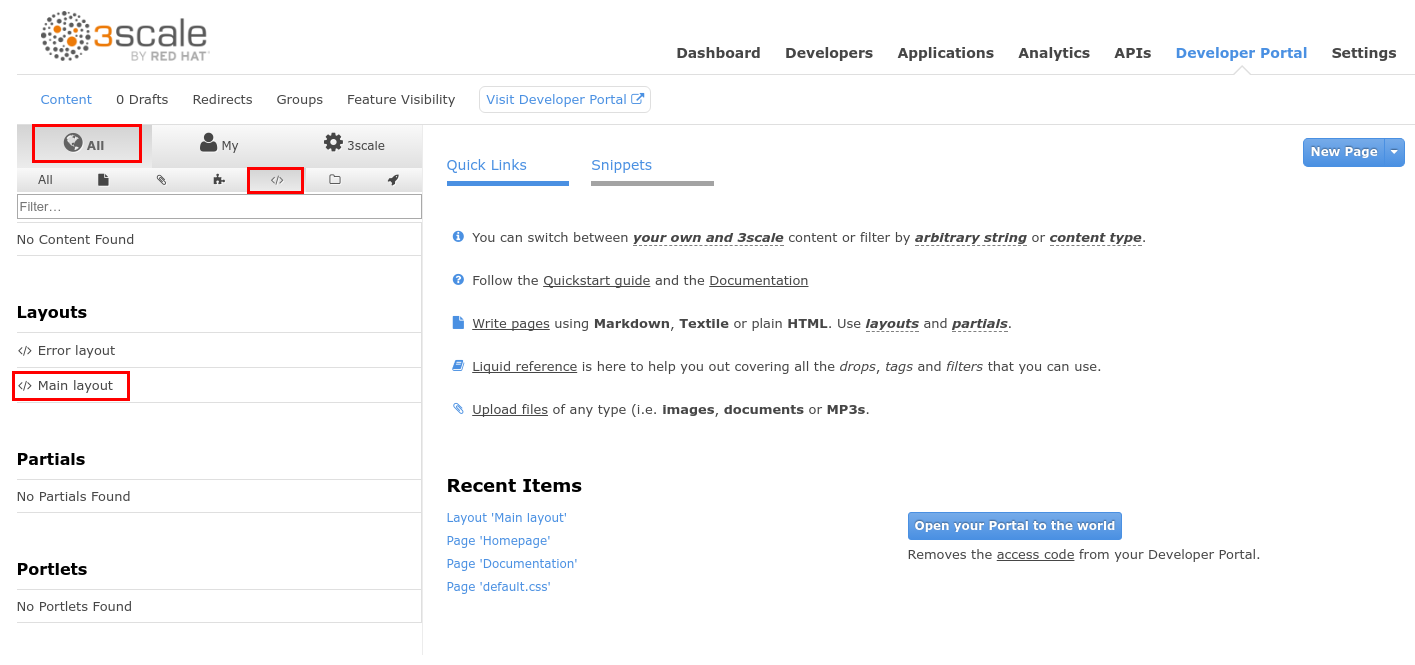 3scale
BY RED HAT
Dashboard Developers Applications Analytics APIs Developer Portal Settings
Content 0 Drafts Redirects Groups Feature Visibility Visit Developer Portal
All My 3scale
All </>
Filter...
No Content Found
Layouts
</> Error layout
</> Main layout
Partials
No Partials Found
Portlets
No Portlets Found
Quick Links Snippets
New Page
You can switch between your own and 3scale content or filter by arbitrary string or content type.
Follow the Quickstart guide and the Documentation
Write pages using Markdown, Textile or plain HTML. Use layouts and partials.
Liquid reference is here to help you out covering all the drops, tags and filters that you can use.
Upload files of any type (i.e. images, documents or MP3s.
Recent Items
Layout 'Main layout'
Page 'Homepage'
Page 'Documentation'
Page 'default.css'
Open your Portal to the world
Removes the access code from your Developer Portal.